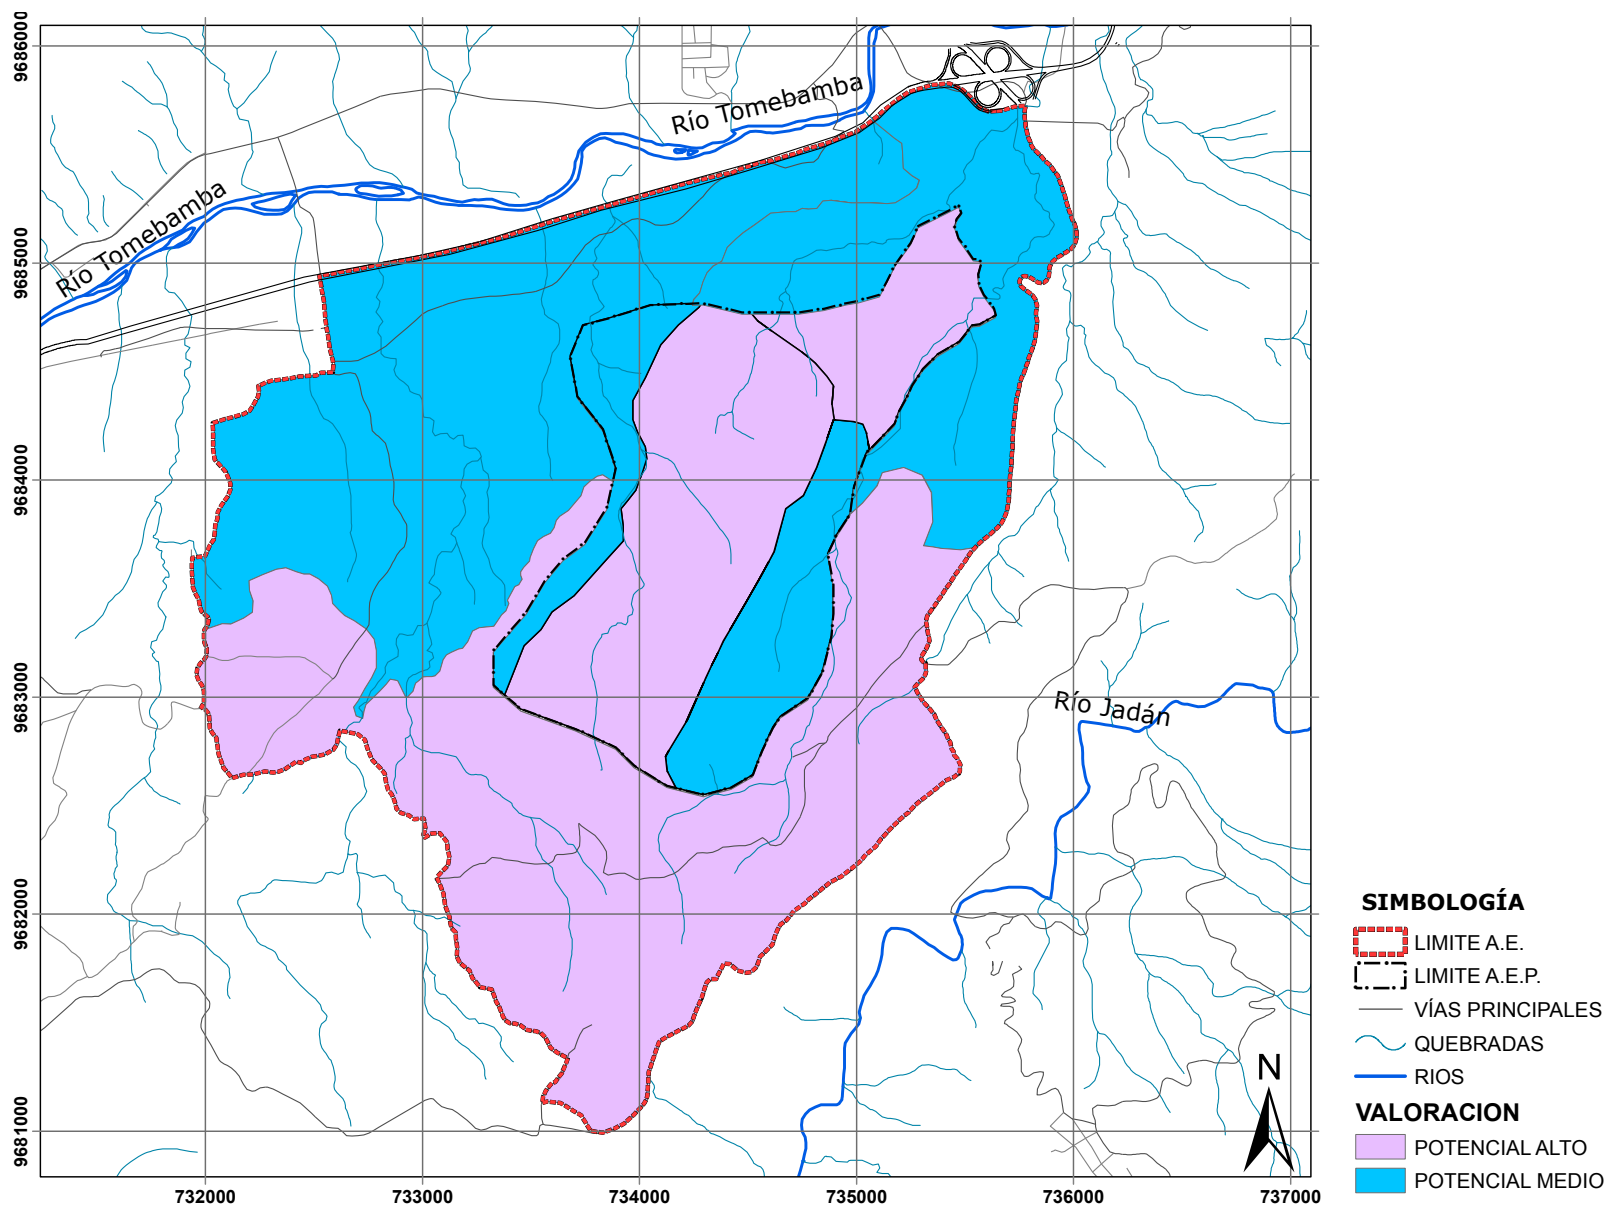 9686000
9685000
9684000
9683000
9682000
9681000
Río Tomebamba
Río Tomebamba
Río Jadán
732000
733000
734000
735000
736000
737000
SIMBOLOGÍA
LIMITE A.E.
LIMITE A.E.P.
VÍAS PRINCIPALES
QUEBRADAS
RIOS
VALORACION
POTENCIAL ALTO
POTENCIAL MEDIO
N